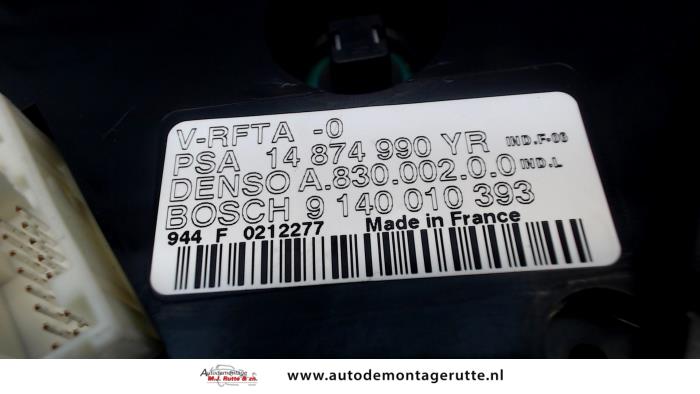 V-RFTA -0
PSA 14 874 990 YR IND.F-06
DENSO A.830.002.0.0 IND.L
BOSCH 9 140 010 393
944 F 0212277 Made in France
Autodemontage
M.J. Rutte & zn.
www.autodemontagerutte.nl